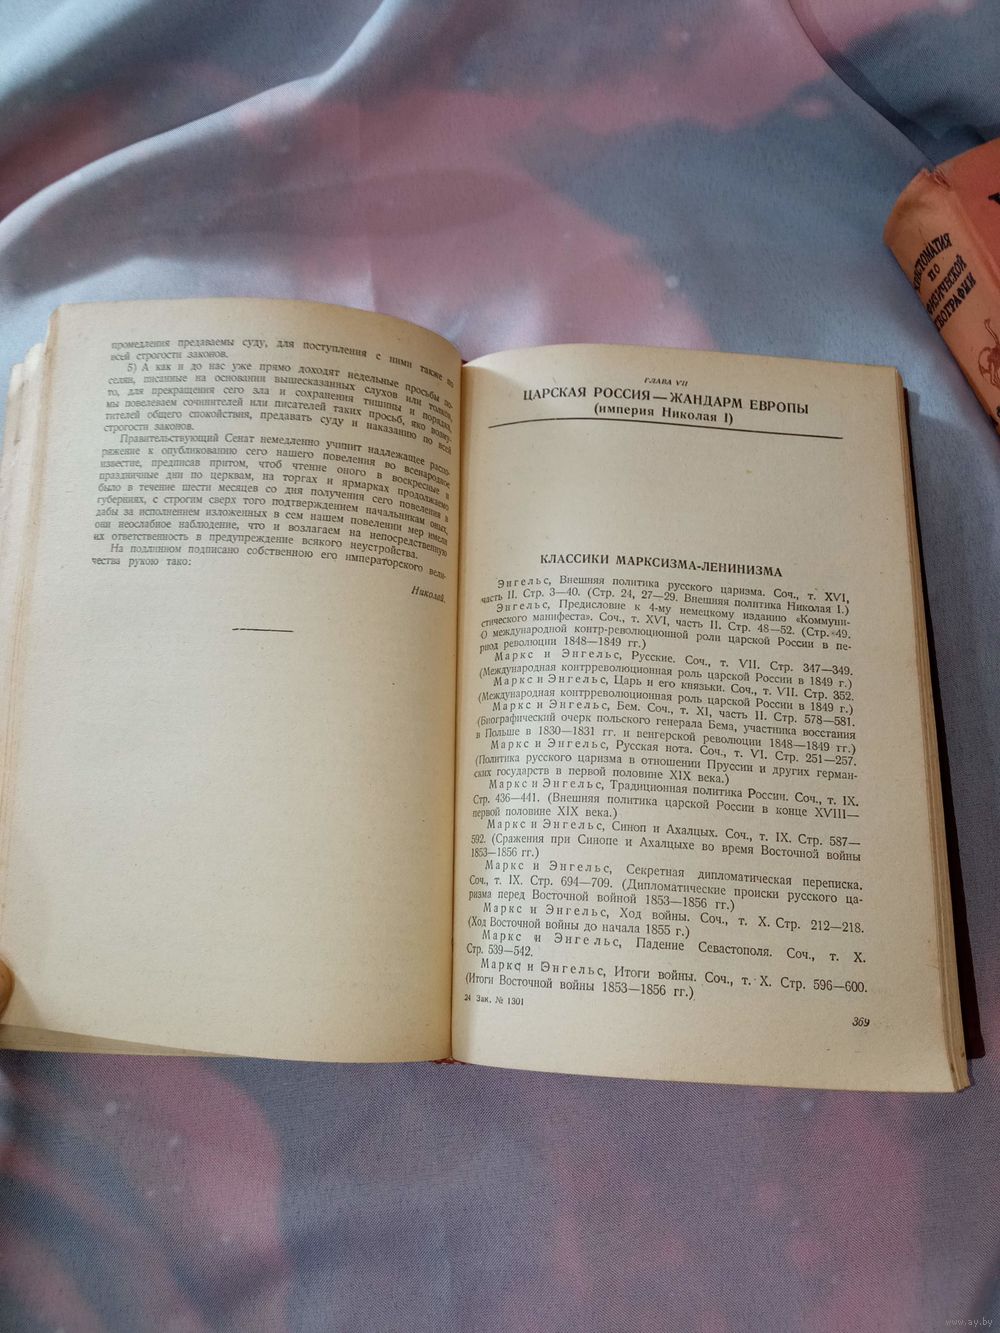 промедления предаваемы суду, для поступления с ними также по
всей строгости законов.
5) А как и до нас уже прямо доходят недельные просьбы по-
селян, писанные на основании вышесказанных слухов или толков,
то, для прекращения сего зла и сохранения тишины и порядка,
мы повелеваем сочинителей или писателей таких просьб, яко возму-
тителей общего спокойствия, предавать суду и наказанию по всей
строгости законов.
Правительствующий Сенат немедленно учинит надлежащее распо-
ряжение к опубликованию сего нашего повеления во всенародное
известие, предписав притом, чтоб чтение оного в воскресные и
праздничные дни по церквам, на торгах и ярмарках продолжаемо
было в течение шести месяцев со дня получения сего повеления в
губерниях, с строгим сверх того подтверждением начальникам оных,
дабы за исполнением изложенных в сем нашем повелении мер имели
они неослабное наблюдение, что и возлагаем на непосредственную
их ответственность в предупреждение всякого неустройства.
На подлинном подписано собственною его императорского вели-
чества рукою тако:
Николай.
ГЛАВА VII
ЦАРСКАЯ РОССИЯ — ЖАНДАРМ ЕВРОПЫ
(империя Николая I)
КЛАССИКИ МАРКСИЗМА-ЛЕНИНИЗМА
Энгельс, Внешняя политика русского царизма. Соч., т. XVI,
часть II. Стр. 3—40. (Стр. 24, 27—29. Внешняя политика Николая I.)
Энгельс, Предисловие к 4-му немецкому изданию «Коммуни-
стического манифеста». Соч., т. XVI, часть II. Стр. 48—52. (Стр. 49.
О международной контр-революционной роли царской России в пе-
риод революции 1848—1849 гг.)
Маркс и Энгельс, Русские. Соч., т. VII. Стр. 347—349.
(Международная контрреволюционная роль царской России в 1849 г.)
Маркс и Энгельс, Царь и его князьки. Соч., т. VII. Стр. 352.
(Международная контрреволюционная роль царской России в 1849 г.)
Маркс и Энгельс, Бем. Соч., т. XI, часть II. Стр. 578—581.
(Биографический очерк польского генерала Бема, участника восстания
в Польше в 1830—1831 гг. и венгерской революции 1848—1849 гг.)
Маркс и Энгельс, Русская нота. Соч., т. VI. Стр. 251—257.
(Политика русского царизма в отношении Пруссии и других герман-
ских государств в первой половине XIX века.)
Маркс и Энгельс, Традиционная политика России. Соч., т. IX.
Стр. 436—441. (Внешняя политика царской России в конце XVIII—
первой половине XIX века.)
Маркс и Энгельс, Синоп и Ахалцых. Соч., т. IX. Стр. 587—
592. (Сражения при Синопе и Ахалцыхе во время Восточной войны
1853—1856 гг.)
Маркс и Энгельс, Секретная дипломатическая переписка.
Соч., т. IX. Стр. 694—709. (Дипломатические происки русского ца-
ризма перед Восточной войной 1853—1856 гг.)
Маркс и Энгельс, Ход войны. Соч., т. X. Стр. 212—218.
(Ход Восточной войны до начала 1855 г.)
Маркс и Энгельс, Падение Севастополя. Соч., т. X.
Стр. 539—542.
Маркс и Энгельс, Итоги войны. Соч., т. X. Стр. 596—600.
(Итоги Восточной войны 1853—1856 гг.)
24 Зак. № 1301
369
ХРЕСТОМАТИЯ
ПО
ФИЗИЧЕСКОЙ
ГЕОГРАФИИ
www.ay.by